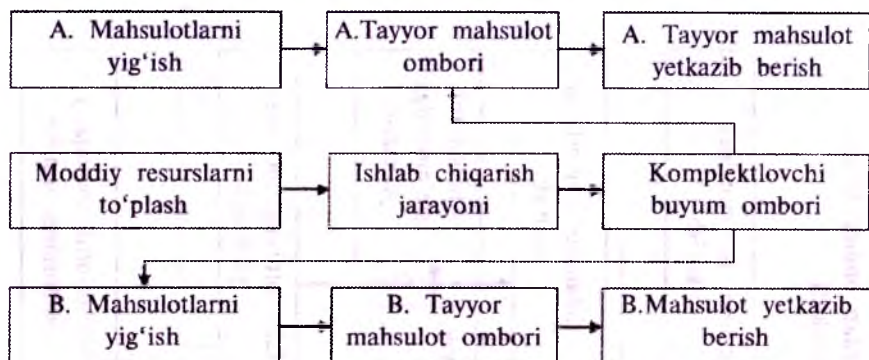 A. Mahsulotlarni
yig‘ish
A.Tayyor mahsulot
ombori
A. Tayyor mahsulot
yetkazib berish
Moddiy resurslarni
to‘plash
Ishlab chiqarish
jarayoni
Komplektlovchi
buyum ombori
B. Mahsulotlarni
yig‘ish
B. Tayyor
mahsulot ombori
B.Mahsulot yetkazib
berish